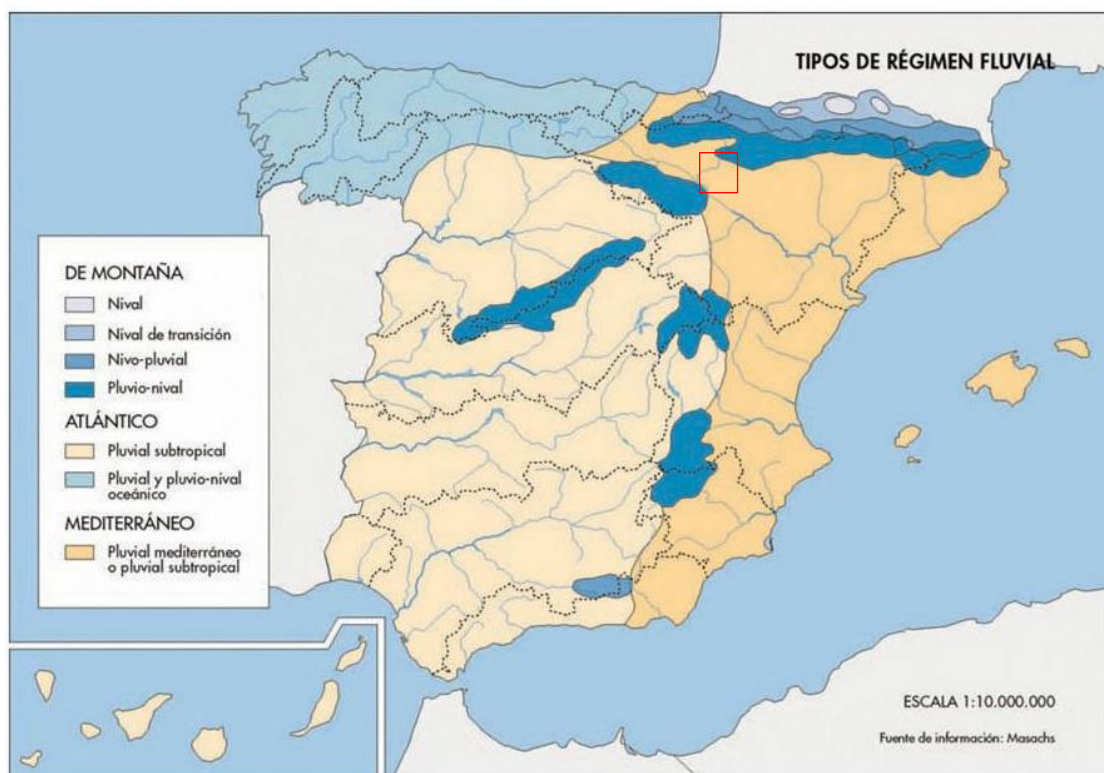 TIPOS DE RÉGIMEN FLUVIAL
DE MONTAÑA
Nival
Nival de transición
Nivo-pluvial
Pluvio-nival
ATLÁNTICO
Pluvial subtropical
Pluvial y pluvio-nival
oceánico
MEDITERRÁNEO
Pluvial mediterráneo
o pluvial subtropical
ESCALA 1:10.000.000
Fuente de información: Masachs